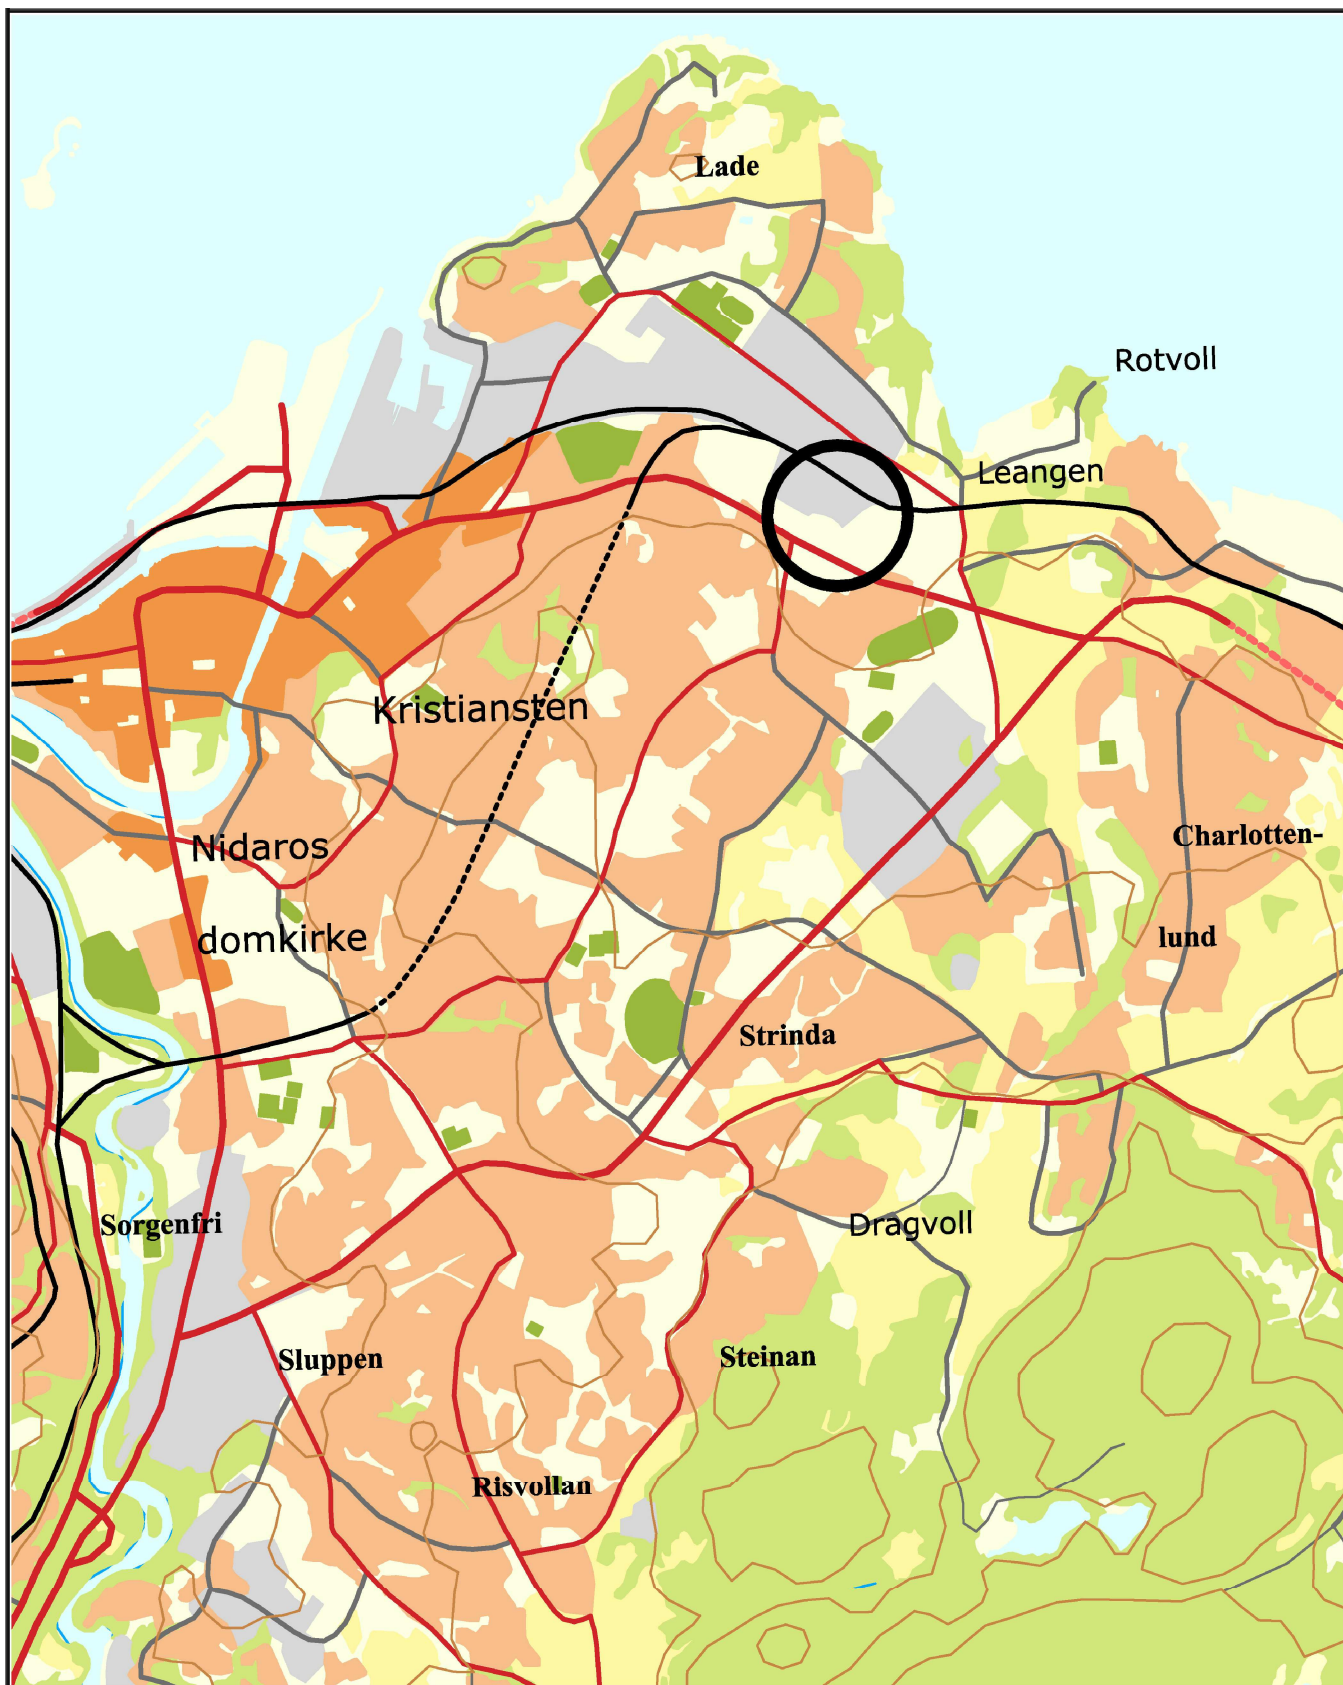 Lade
Rotvoll
Leangen
Kristiansten
Nidaros
domkirke
Charlotten-
lund
Strinda
Sorgenfri
Dragvoll
Sluppen
Steinan
Risvollan